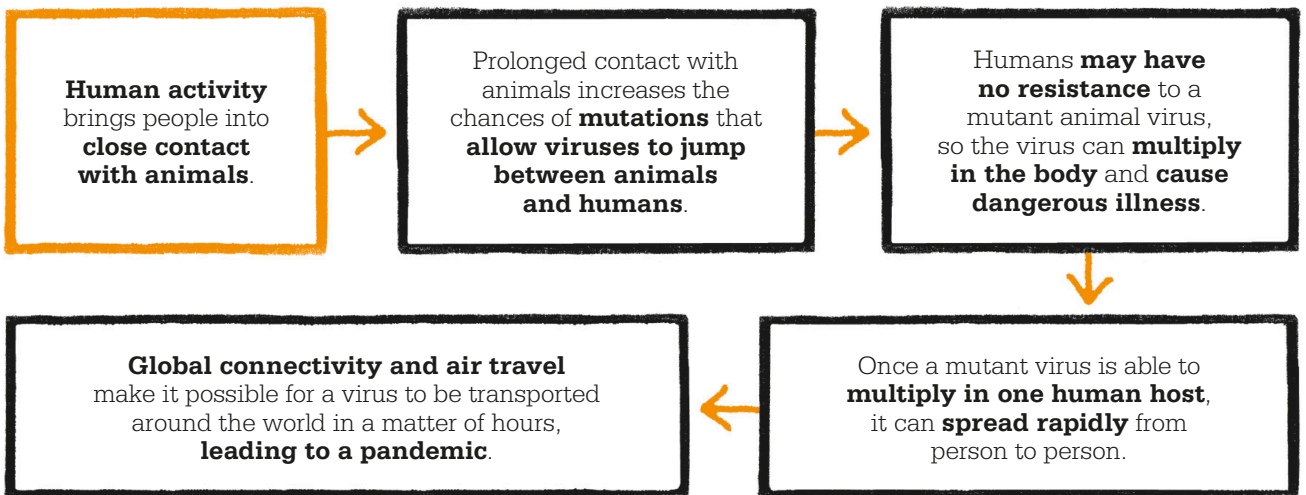 Human activity
brings people into
close contact
with animals.
Prolonged contact with
animals increases the
chances of mutations that
allow viruses to jump
between animals
and humans.
Humans may have
no resistance to a
mutant animal virus,
so the virus can multiply
in the body and cause
dangerous illness.
Once a mutant virus is able to
multiply in one human host,
it can spread rapidly from
person to person.
Global connectivity and air travel
make it possible for a virus to be transported
around the world in a matter of hours,
leading to a pandemic.